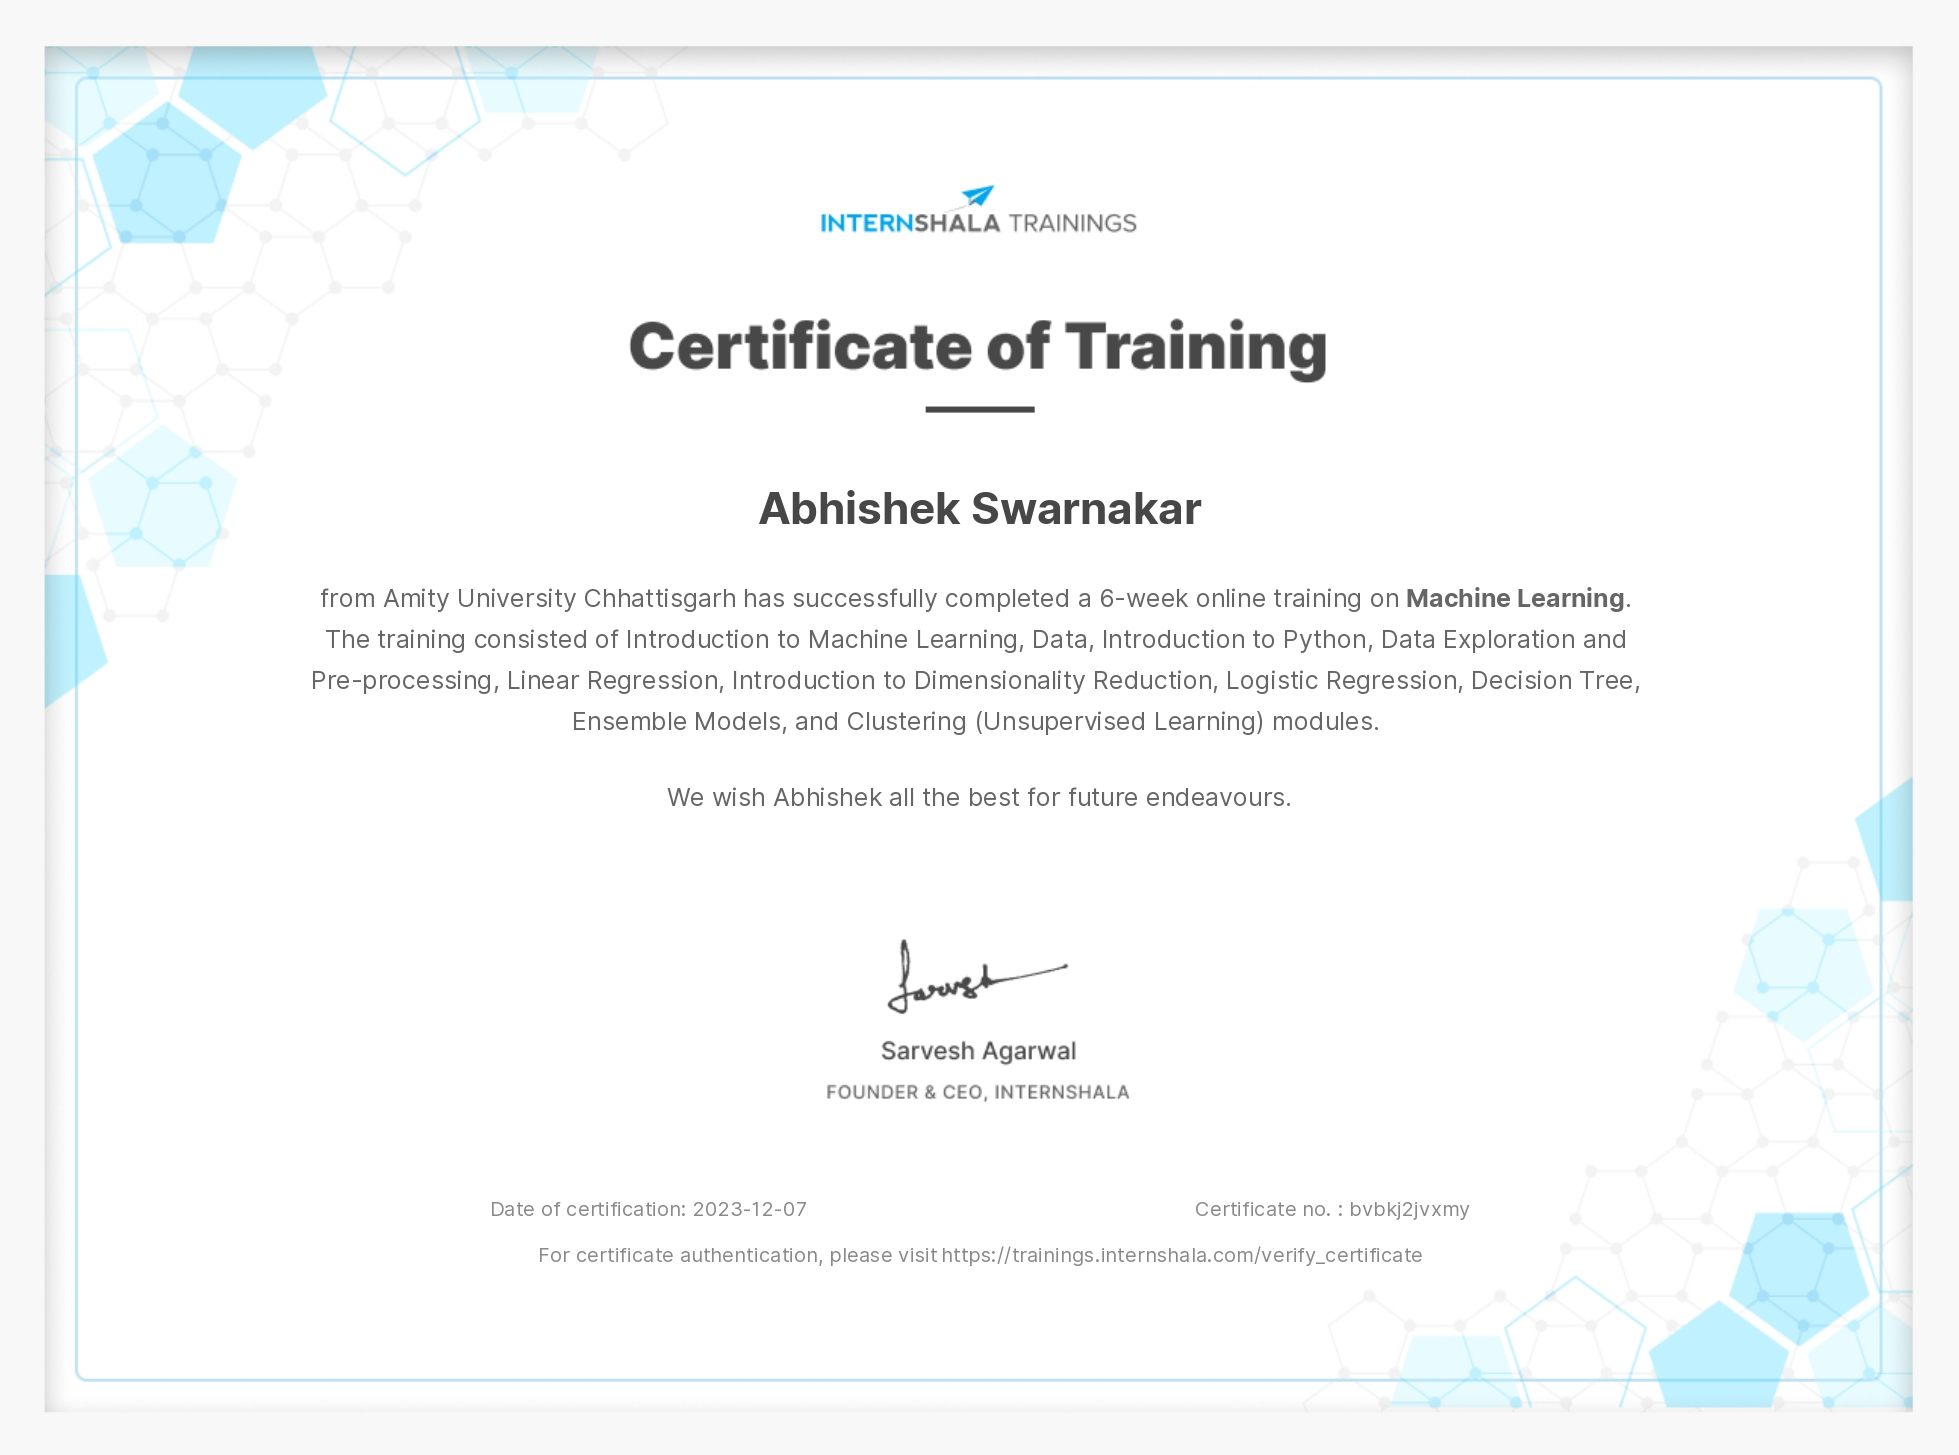 INTERNSHALA TRAININGS
Certificate of Training
Abhishek Swarnakar
from Amity University Chhattisgarh has successfully completed a 6-week online training on Machine Learning.
The training consisted of Introduction to Machine Learning, Data, Introduction to Python, Data Exploration and
Pre-processing, Linear Regression, Introduction to Dimensionality Reduction, Logistic Regression, Decision Tree,
Ensemble Models, and Clustering (Unsupervised Learning) modules.
We wish Abhishek all the best for future endeavours.
Sarvesh
Sarvesh Agarwal
FOUNDER & CEO, INTERNSHALA
Date of certification: 2023-12-07
Certificate no. : bvbkj2jvxmy
For certificate authentication, please visit https://trainings.internshala.com/verify_certificate